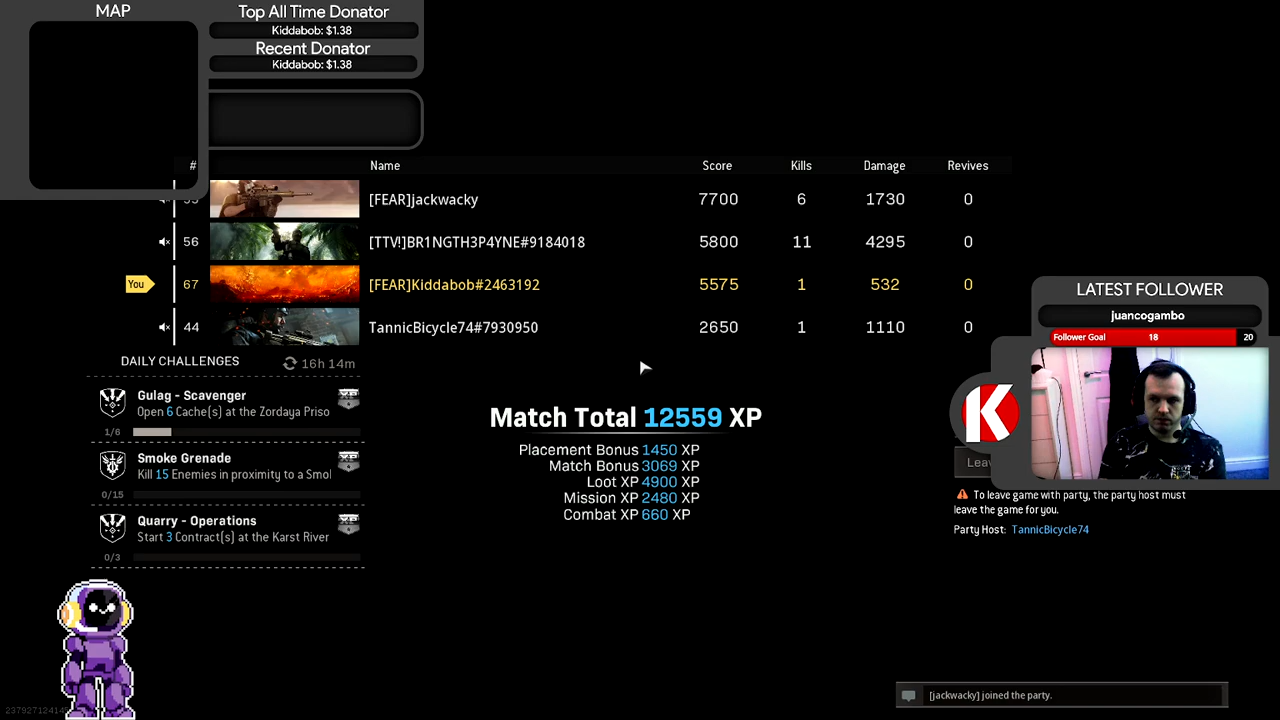 MAP
Top All Time Donator
Kiddabob: $1.38
Recent Donator
Kiddabob: $1.38
# Name Score Kills Damage Revives
[FEAR]jackwacky 7700 6 1730 0
56 [TTV!]BR1NGTH3P4YNE#9184018 5800 11 4295 0
You 67 [FEAR]Kiddabob#2463192 5575 1 532 0
44 TannicBicycle74#7930950 2650 1 1110 0
DAILY CHALLENGES 16h 14m
Gulag - Scavenger
XP
Open 6 Cache(s) at the Zordaya Priso
1/6
Smoke Grenade
XP
Kill 15 Enemies in proximity to a Smo
0/15
Quarry - Operations
XP
Start 3 Contract(s) at the Karst River
0/3
Match Total 12559 XP
Placement Bonus 1450 XP
Match Bonus 3069 XP
Loot XP 4900 XP
Mission XP 2480 XP
Combat XP 660 XP
LATEST FOLLOWER
juancogambo
Follower Goal 18 20
K
Leav
To leave game with party, the party host must
leave the game for you.
Party Host: TannicBicycle74
[jackwacky] joined the party.